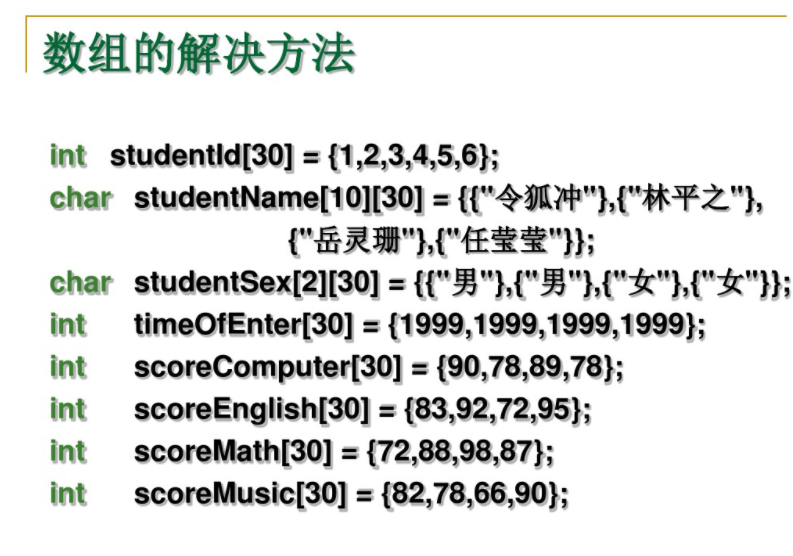 数组的解决方法
int studentId[30] = {1,2,3,4,5,6};
char studentName[10][30] = {{"令狐冲"},{"林平之"},
{"岳灵珊"},{"任莹莹"}};
char studentSex[2][30] = {{"男"},{"男"},{"女"},{"女"}};
int timeOfEnter[30] = {1999,1999,1999,1999};
int scoreComputer[30] = {90,78,89,78};
int scoreEnglish[30] = {83,92,72,95};
int scoreMath[30] = {72,88,98,87};
int scoreMusic[30] = {82,78,66,90};